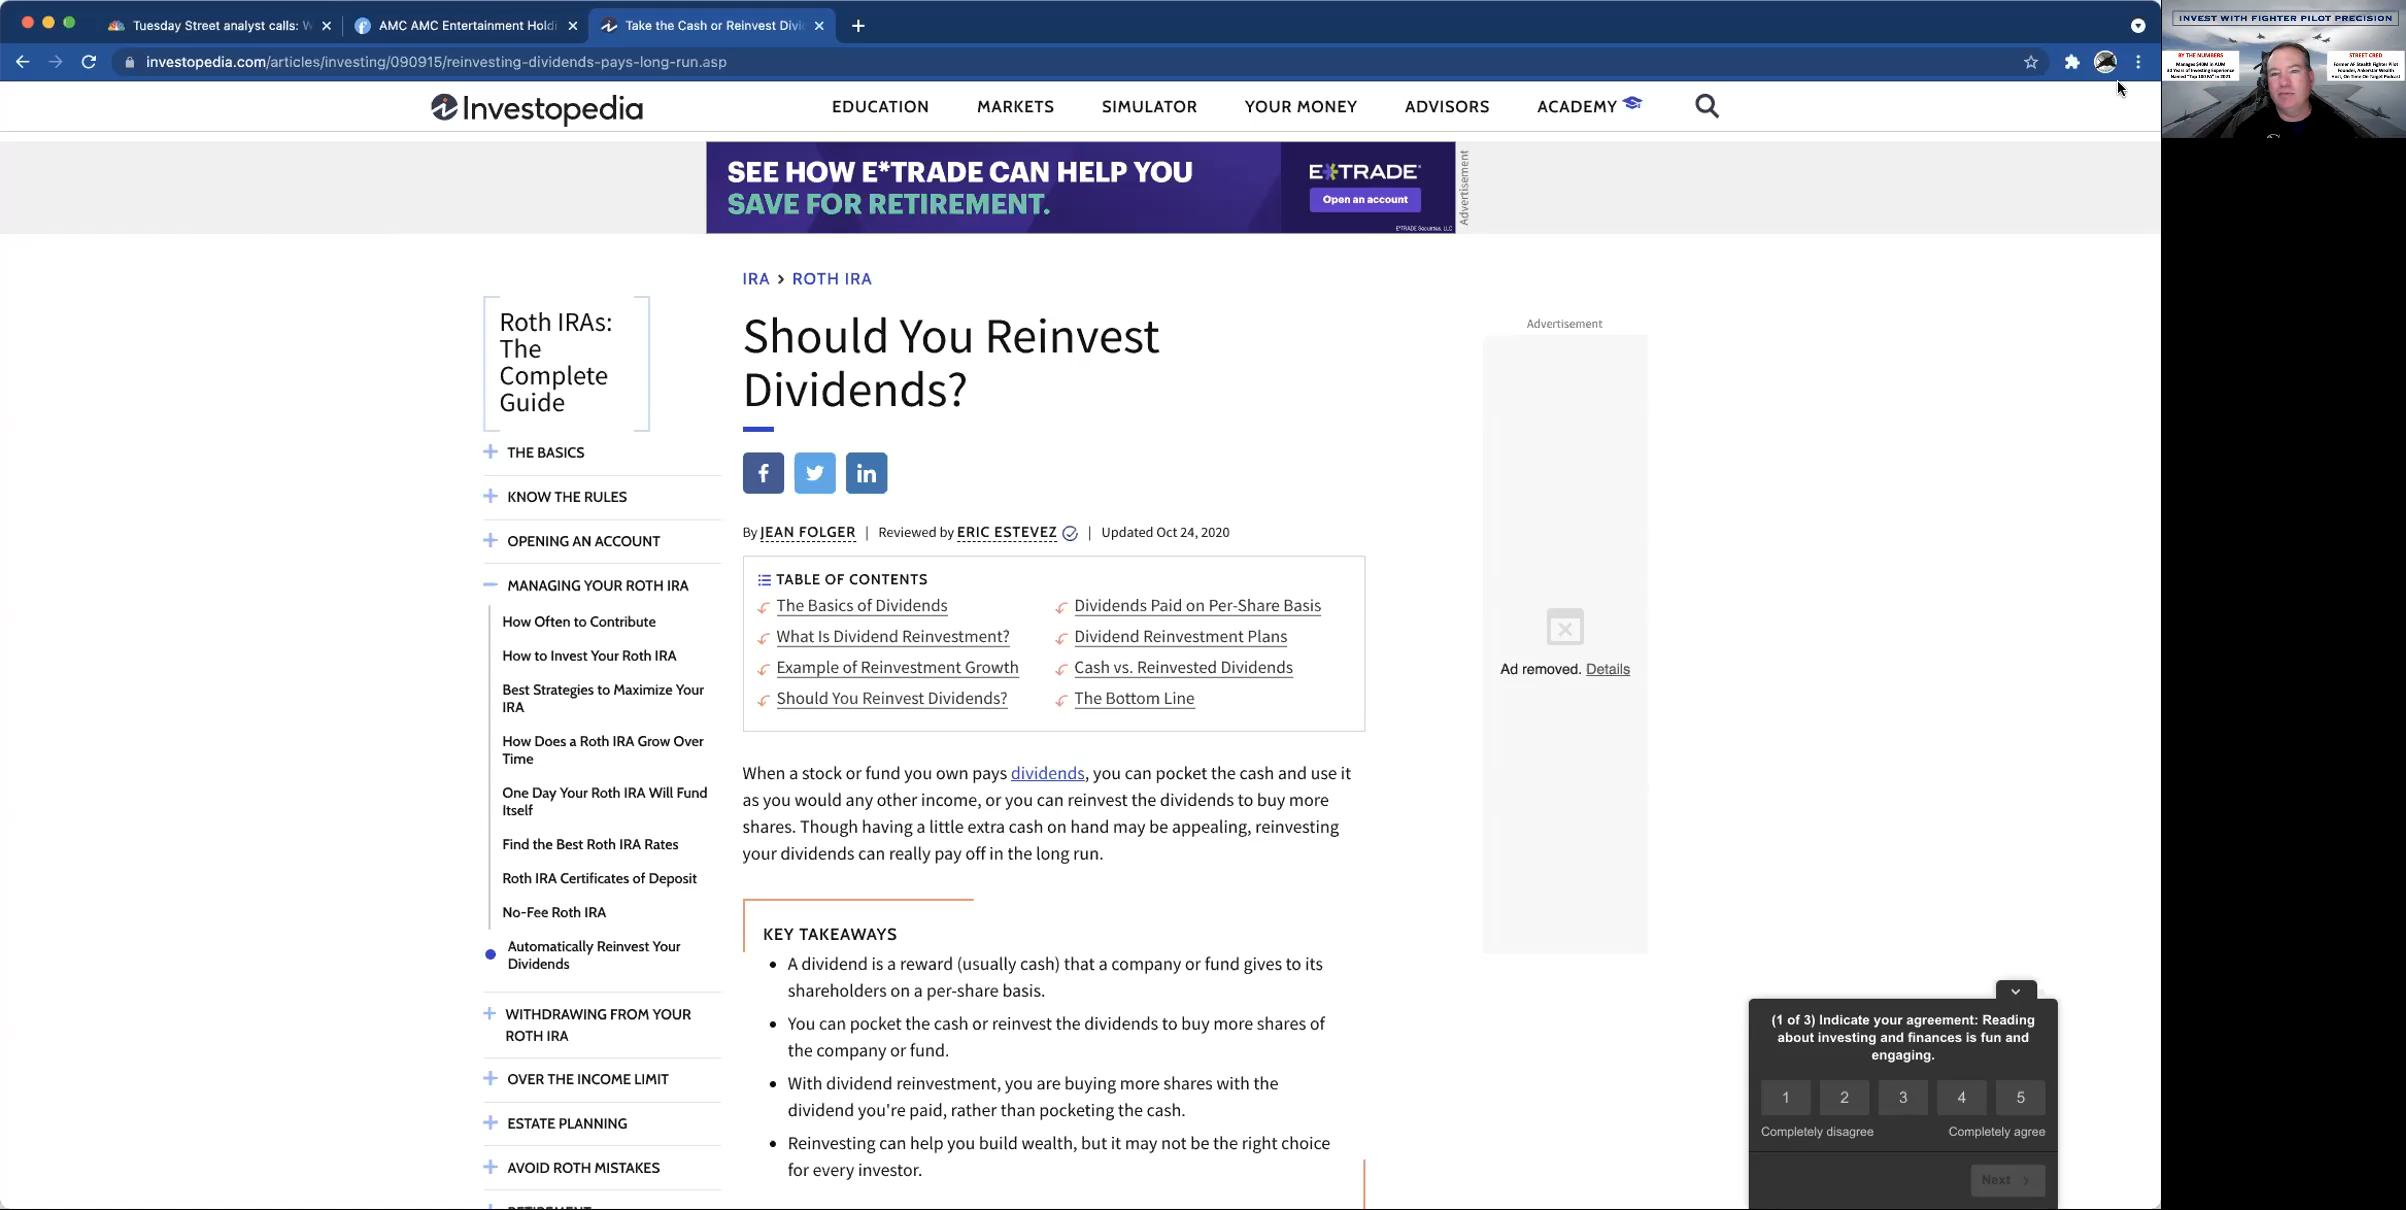 Tuesday Street analyst calls: W
AMC AMC Entertainment Holdi
Take the Cash or Reinvest Divid
investopedia.com/articles/investing/090915/reinvesting-dividends-pays-long-run.asp
INVEST WITH FIGHTER PILOT PRECISION
BY THE NUMBERS
STREET CRED
Investopedia
EDUCATION
MARKETS
SIMULATOR
YOUR MONEY
ADVISORS
ACADEMY
SEE HOW E*TRADE CAN HELP YOU
SAVE FOR RETIREMENT.
E*TRADE
Open an account
E*TRADE Securities, LLC
Advertisement
IRA > ROTH IRA
Should You Reinvest
Dividends?
By JEAN FOLGER | Reviewed by ERIC ESTEVEZ | Updated Oct 24, 2020
TABLE OF CONTENTS
The Basics of Dividends
What Is Dividend Reinvestment?
Example of Reinvestment Growth
Should You Reinvest Dividends?
Dividends Paid on Per-Share Basis
Dividend Reinvestment Plans
Cash vs. Reinvested Dividends
The Bottom Line
When a stock or fund you own pays dividends, you can pocket the cash and use it
as you would any other income, or you can reinvest the dividends to buy more
shares. Though having a little extra cash on hand may be appealing, reinvesting
your dividends can really pay off in the long run.
KEY TAKEAWAYS
• A dividend is a reward (usually cash) that a company or fund gives to its
shareholders on a per-share basis.
• You can pocket the cash or reinvest the dividends to buy more shares of
the company or fund.
• With dividend reinvestment, you are buying more shares with the
dividend you're paid, rather than pocketing the cash.
• Reinvesting can help you build wealth, but it may not be the right choice
for every investor.
Roth IRAs:
The
Complete
Guide
THE BASICS
KNOW THE RULES
OPENING AN ACCOUNT
MANAGING YOUR ROTH IRA
How Often to Contribute
How to Invest Your Roth IRA
Best Strategies to Maximize Your
IRA
How Does a Roth IRA Grow Over
Time
One Day Your Roth IRA Will Fund
Itself
Find the Best Roth IRA Rates
Roth IRA Certificates of Deposit
No-Fee Roth IRA
Automatically Reinvest Your
Dividends
WITHDRAWING FROM YOUR
ROTH IRA
OVER THE INCOME LIMIT
ESTATE PLANNING
AVOID ROTH MISTAKES
RETIREMENT
Advertisement
Ad removed. Details
(1 of 3) Indicate your agreement: Reading
about investing and finances is fun and
engaging.
1 2 3 4 5
Completely disagree
Completely agree
Next